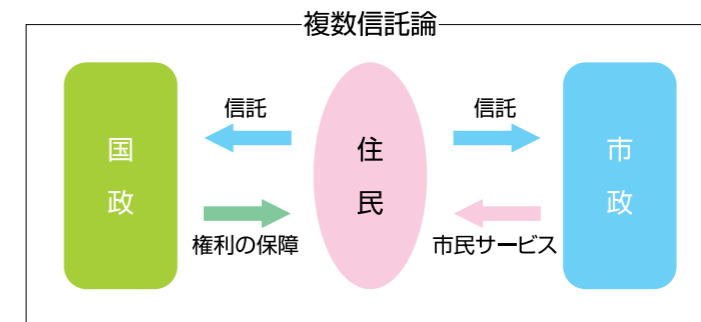 複数信託論
信託
信託
国政
住民
市政
権利の保障
市民サービス